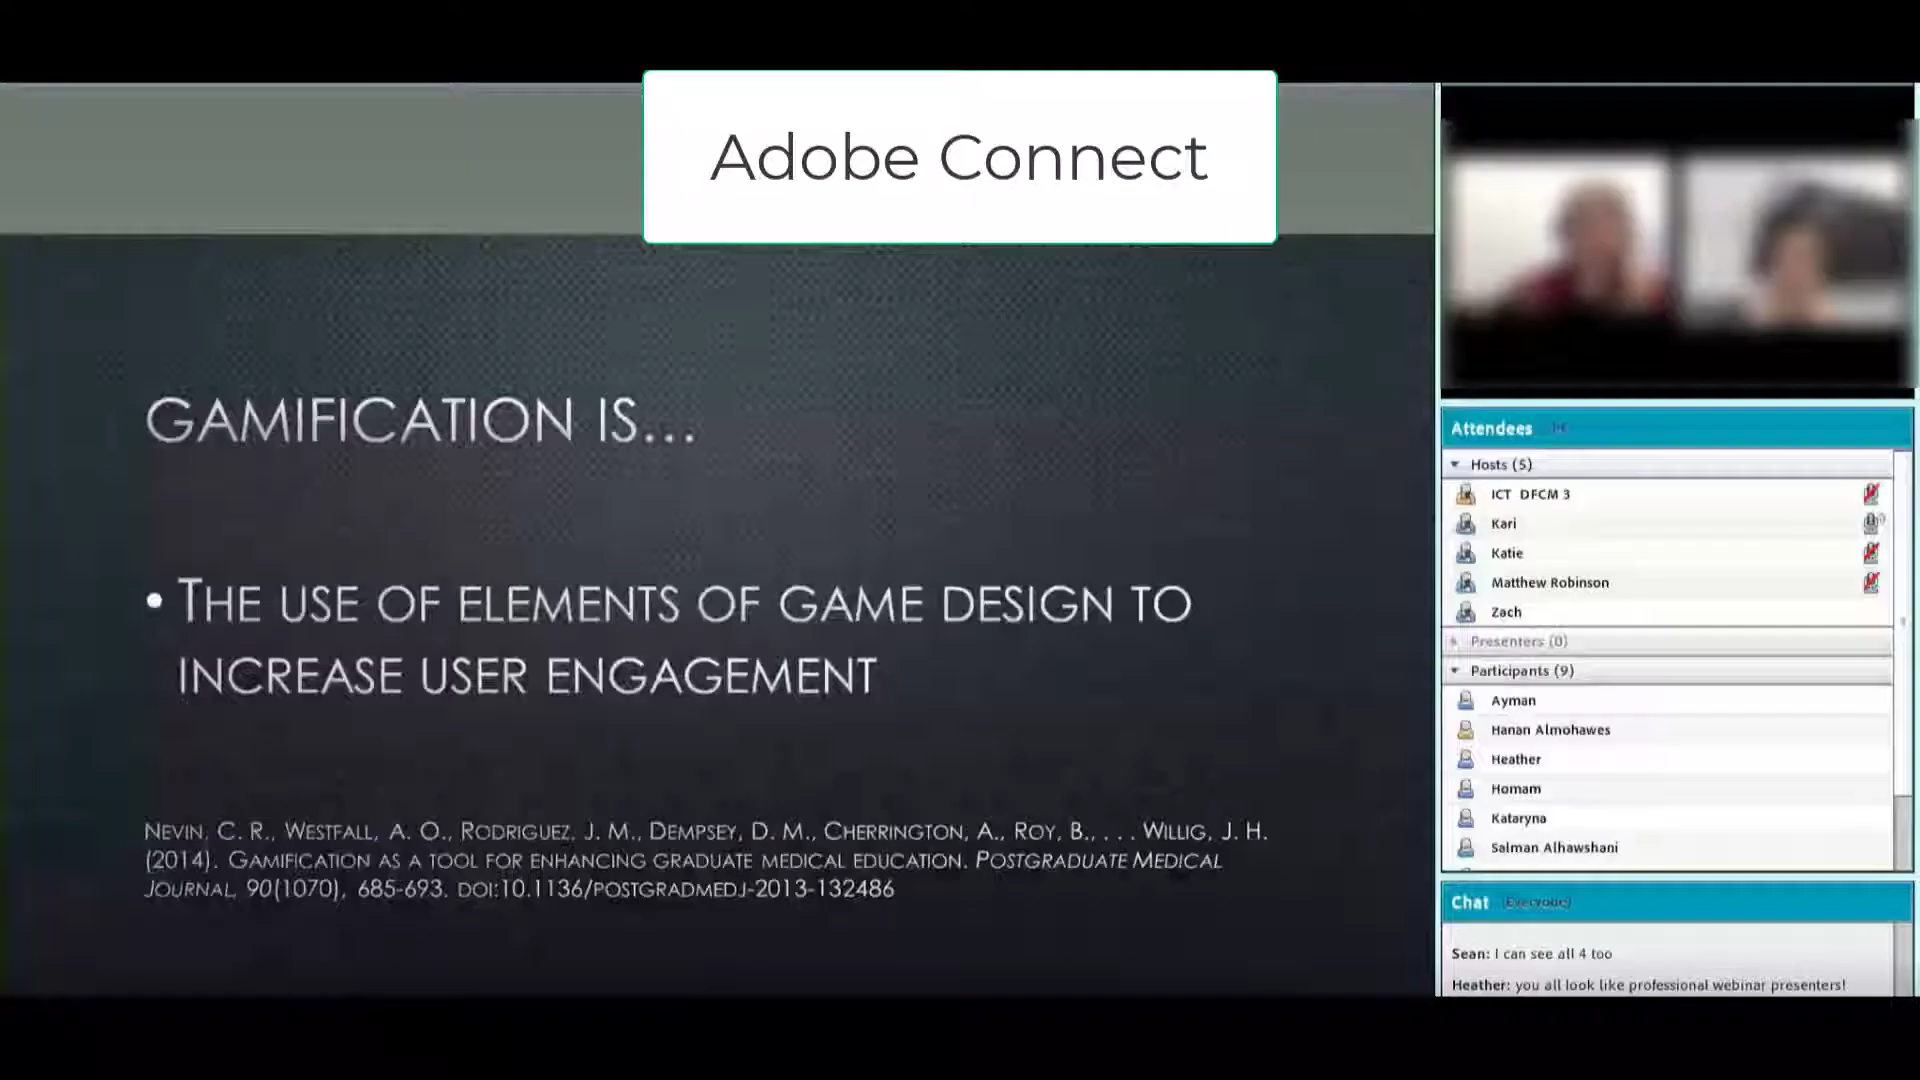 Adobe Connect
GAMIFICATION IS...
• THE USE OF ELEMENTS OF GAME DESIGN TO
INCREASE USER ENGAGEMENT
NEVIN, C. R., WESTFALL, A. O., RODRIGUEZ, J. M., DEMPSEY, D. M., CHERRINGTON, A., ROY, B., . . . WILLIG, J. H.
(2014). GAMIFICATION AS A TOOL FOR ENHANCING GRADUATE MEDICAL EDUCATION. POSTGRADUATE MEDICAL
JOURNAL, 90(1070), 685-693. DOI:10.1136/POSTGRADMEDJ-2013-132486
Attendees
Hosts (5)
ICT DFCM 3
Kari
Katie
Matthew Robinson
Zach
Presenters (0)
Participants (9)
Ayman
Hanan Almohawes
Heather
Homam
Kataryna
Salman Alhawshani
Chat (Everyone)
Sean: I can see all 4 too
Heather: you all look like professional webinar presenters!